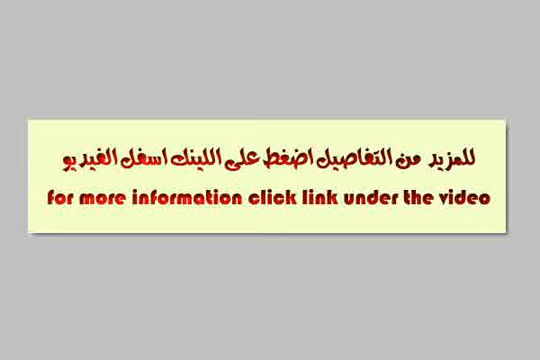 للمزيد من التفاصيل اضغط على اللينك اسفل الفيديو
for more information click link under the video